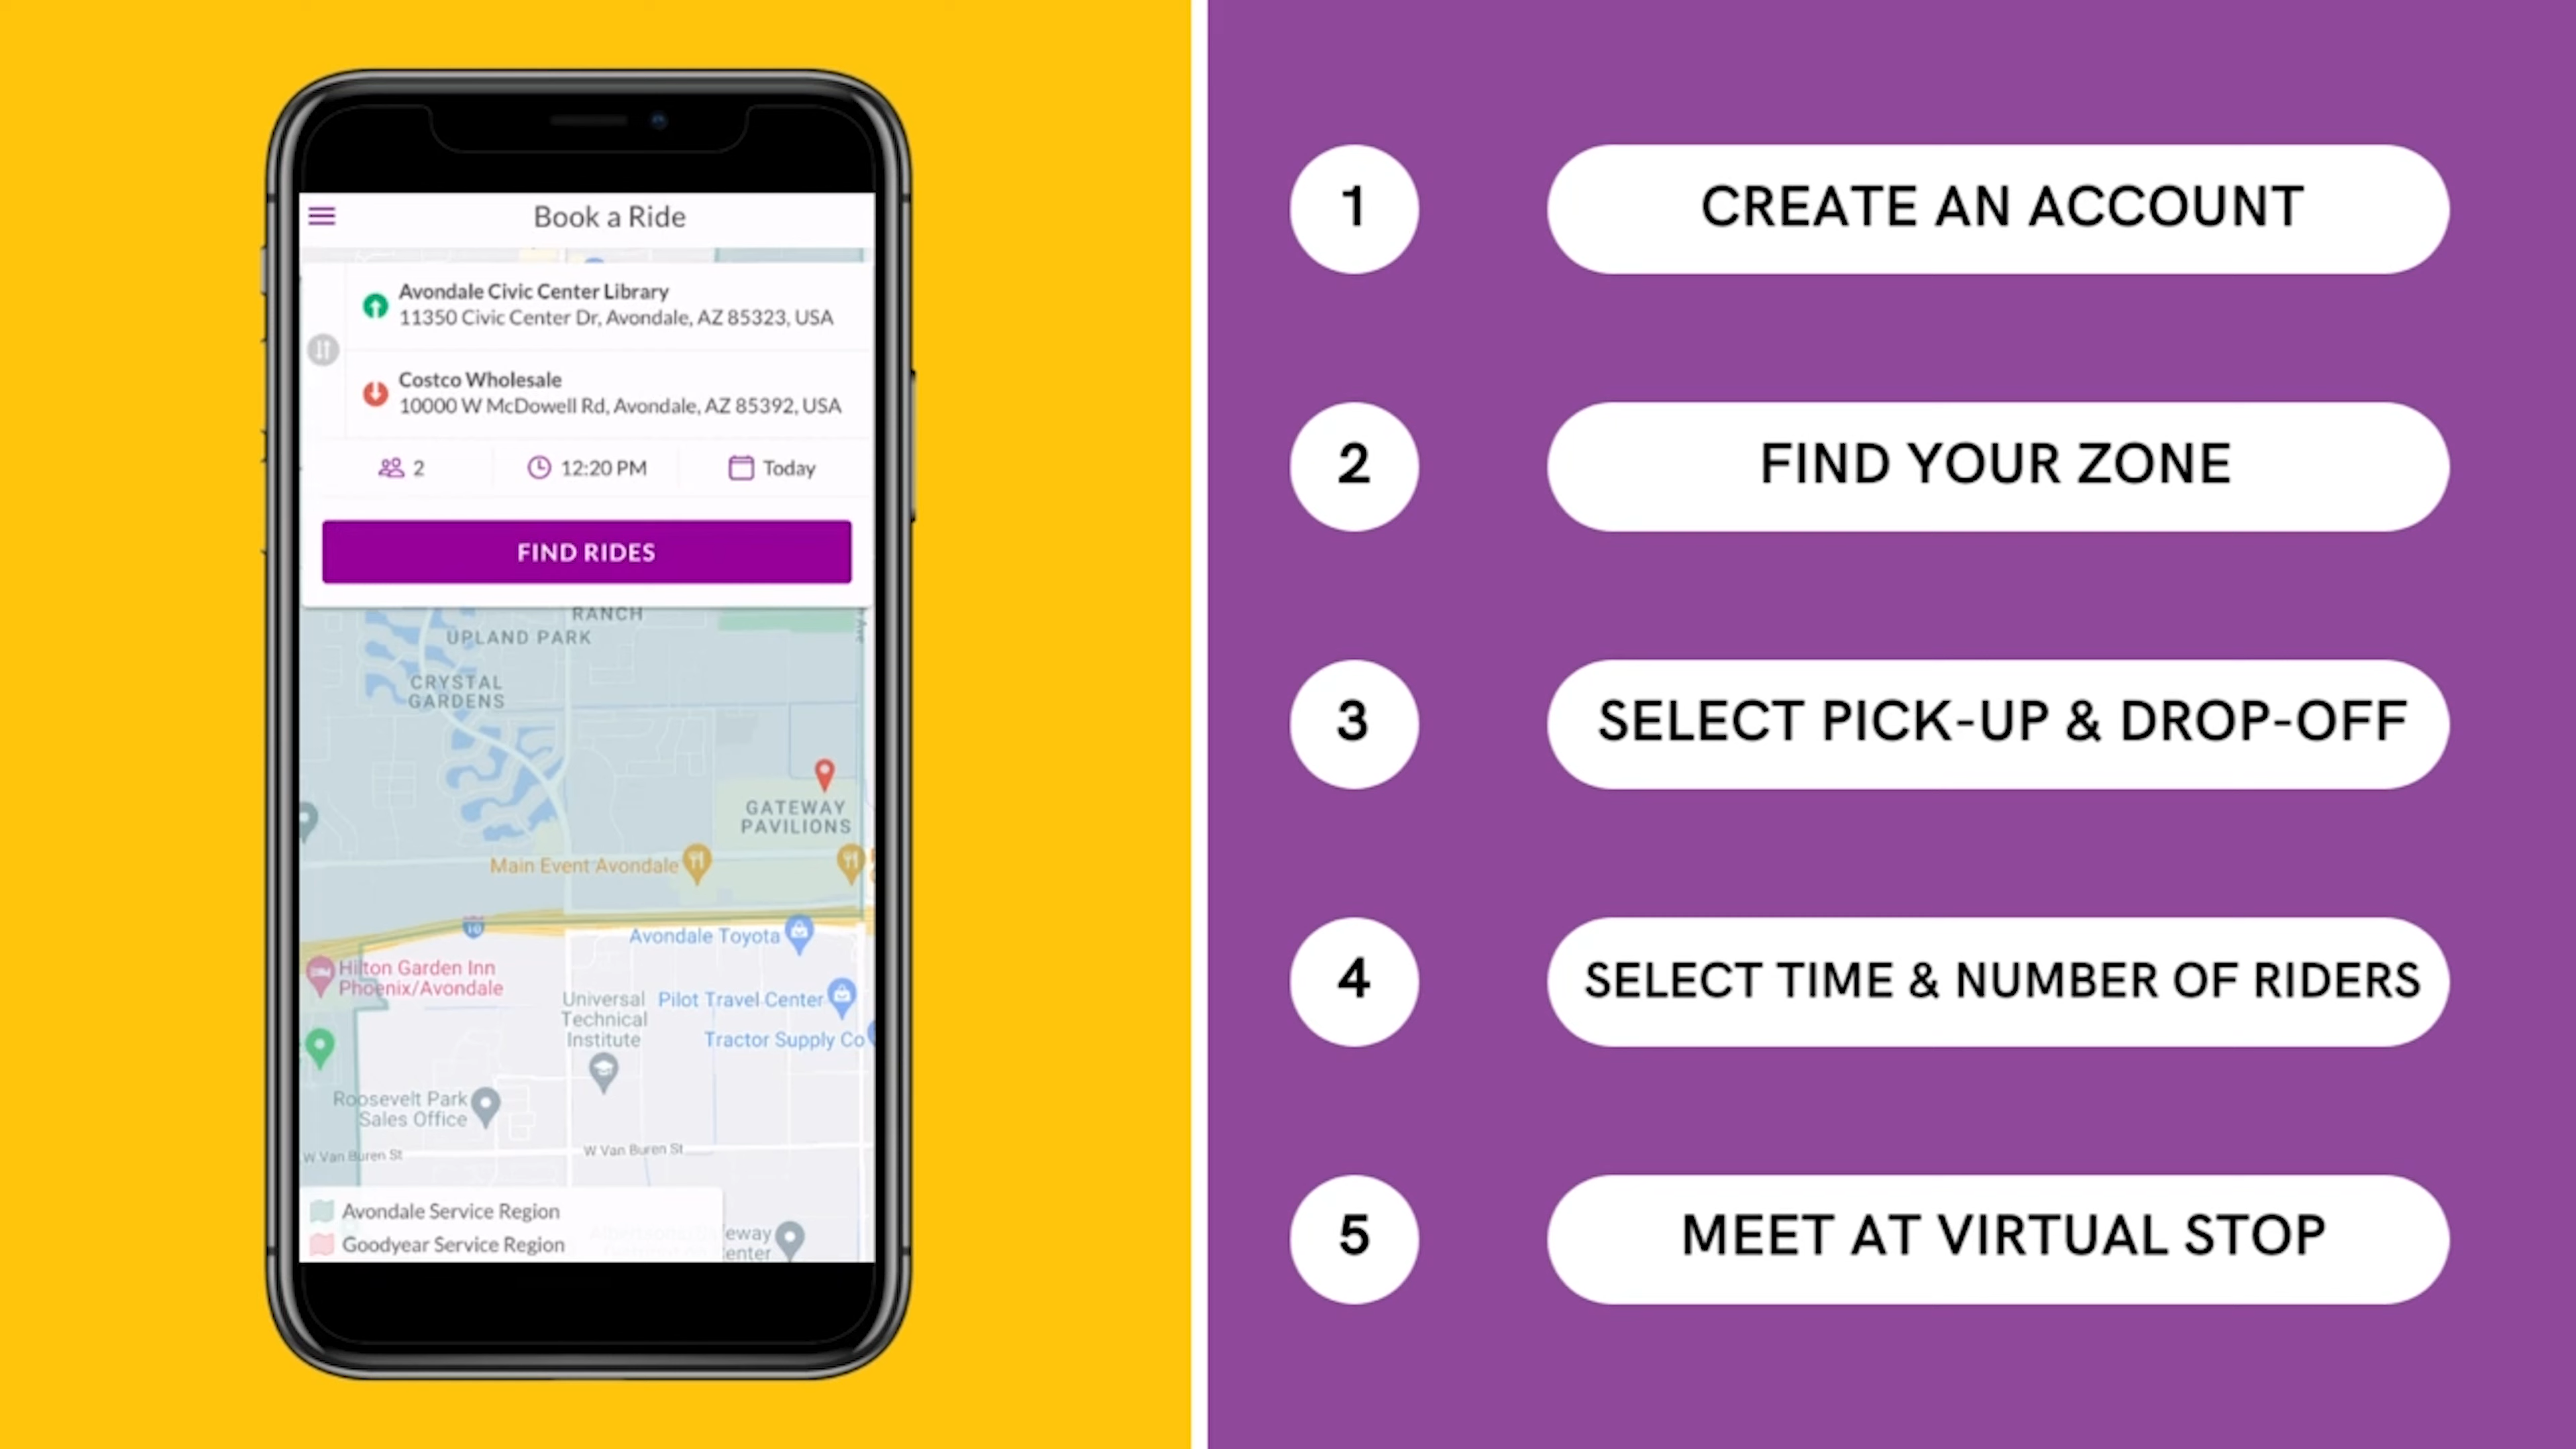 Book a Ride
Avondale Civic Center Library
11350 Civic Center Dr, Avondale, AZ 85323, USA
Costco Wholesale
10000 W McDowell Rd, Avondale, AZ 85392, USA
2
12:20 PM
Today
FIND RIDES
RANCH
UPLAND PARK
CRYSTAL
GARDENS
GATEWAY
PAVILIONS
Main Event Avondale
10
Avondale Toyota
Hilton Garden Inn
Phoenix/Avondale
Universal
Technical
Institute
Pilot Travel Center
Tractor Supply Co
Roosevelt Park
Sales Office
W Van Buren St
W Van Buren St
Avondale Service Region
Goodyear Service Region
1
CREATE AN ACCOUNT
2
FIND YOUR ZONE
3
SELECT PICK-UP & DROP-OFF
4
SELECT TIME & NUMBER OF RIDERS
5
MEET AT VIRTUAL STOP